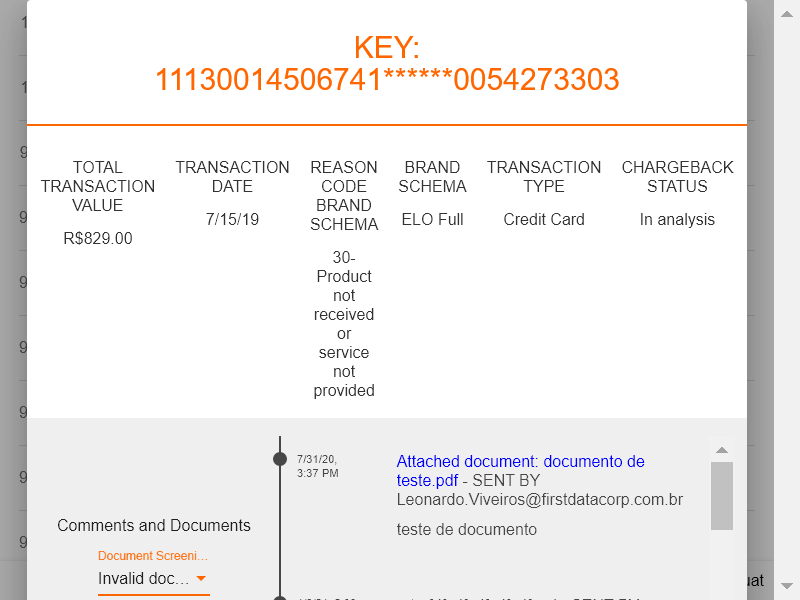 KEY:
11130014506741******0054273303
TOTAL
TRANSACTION
VALUE
R$829.00
TRANSACTION
DATE
7/15/19
REASON
CODE
BRAND
SCHEMA
30-
Product
not
received
or
service
not
provided
BRAND
SCHEMA
ELO Full
TRANSACTION
TYPE
Credit Card
CHARGEBACK
STATUS
In analysis
Comments and Documents
Document Screeni...
Invalid doc...
7/31/20,
3:37 PM
Attached document: documento de
teste.pdf - SENT BY
Leonardo.Viveiros@firstdatacorp.com.br
teste de documento
uat